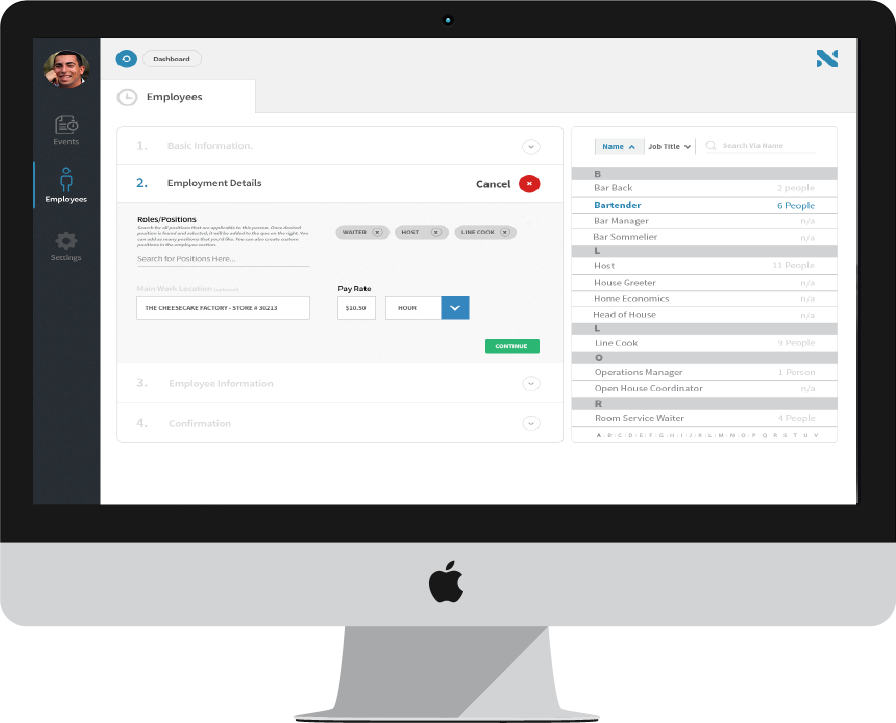 Dashboard
Employees
Events
Employees
Settings
1. Basic Information.
2. Employment Details
Cancel
Roles/Positions
Search for all positions that are applicable to this person. Once desired
position is found and selected, it will be added to the que on the right. You
can add as many positions that you'd like. You can also create custom
positions in the employee section.
Search for Positions Here...
WAITER
HOST
LINE COOK
Main Work Location (optional)
THE CHEESECAKE FACTORY - STORE # 30213
Pay Rate
$10.50
HOUR
CONTINUE
3. Employee Information
4. Confirmation
Name
Job Title
Search Via Name
B
Bar Back 2 people
Bartender 6 People
Bar Manager n/a
Bar Sommelier n/a
L
Host 11 People
House Greeter n/a
Home Economics n/a
Head of House n/a
L
Line Cook 9 People
O
Operations Manager 1 Person
Open House Coordinator n/a
R
Room Service Waiter 4 People
A B C D E F G H I J K L M N O P Q R S T U V